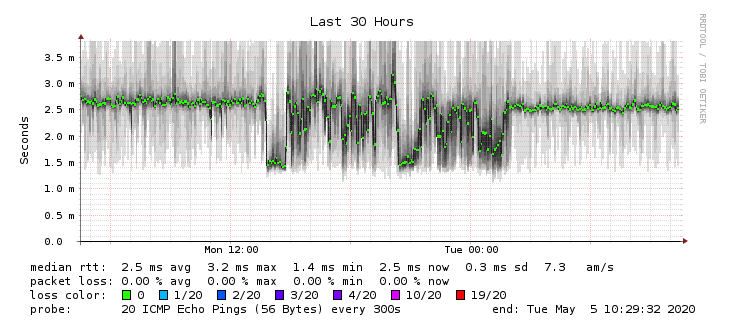 Last 30 Hours
RRDTOOL / TOBI OETIKER
Seconds
3.5 m
3.0 m
2.5 m
2.0 m
1.5 m
1.0 m
0.5 m
0.0
Mon 12:00 Tue 00:00
median rtt: 2.5 ms avg 3.2 ms max 1.4 ms min 2.5 ms now 0.3 ms sd 7.3 am/s
packet loss: 0.00 % avg 0.00 % max 0.00 % min 0.00 % now
loss color: 0 1/20 2/20 3/20 4/20 10/20 19/20
probe: 20 ICMP Echo Pings (56 Bytes) every 300s end: Tue May 5 10:29:32 2020